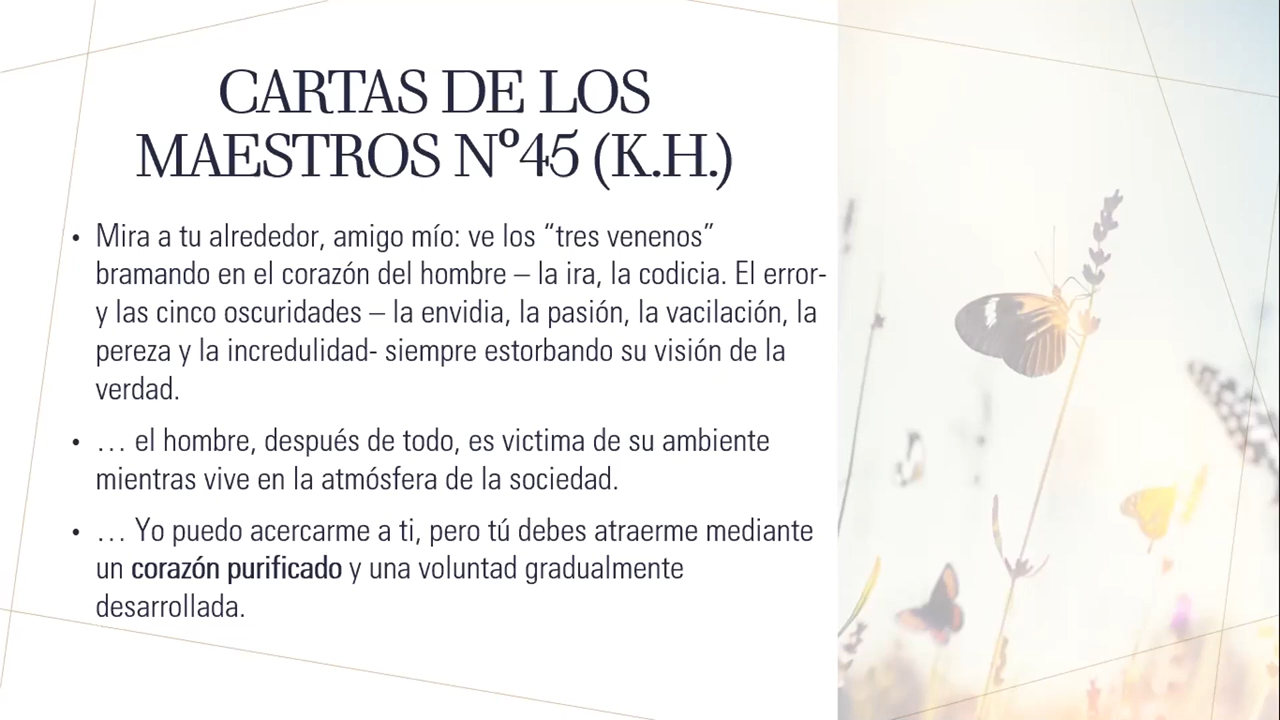 CARTAS DE LOS
MAESTROS Nº45 (K.H.)
• Mira a tu alrededor, amigo mío: ve los “tres venenos”
bramando en el corazón del hombre – la ira, la codicia. El error-
y las cinco oscuridades – la envidia, la pasión, la vacilación, la
pereza y la incredulidad- siempre estorbando su visión de la
verdad.
• … el hombre, después de todo, es victima de su ambiente
mientras vive en la atmósfera de la sociedad.
• … Yo puedo acercarme a ti, pero tú debes atraerme mediante
un corazón purificado y una voluntad gradualmente
desarrollada.